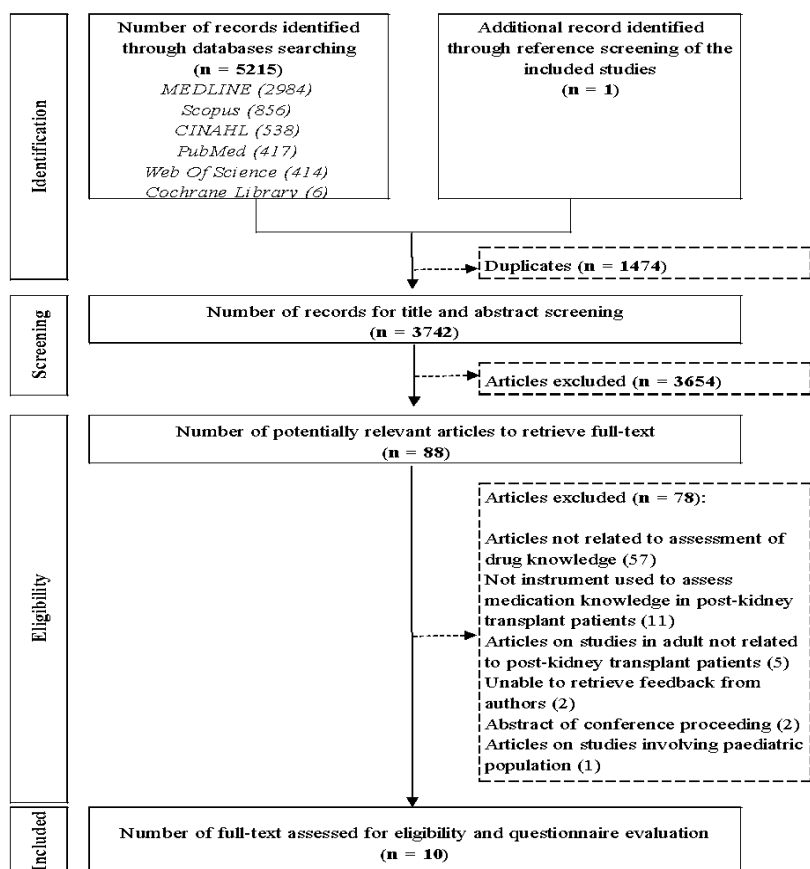 Identification
Number of records identified
through databases searching
(n = 5215)
MEDLINE (2984)
Scopus (856)
CINAHL (538)
PubMed (417)
Web Of Science (414)
Cochrane Library (6)
Additional record identified
through reference screening of the
included studies
(n = 1)
Duplicates (n = 1474)
Screening
Number of records for title and abstract screening
(n = 3742)
Articles excluded (n = 3654)
Eligibility
Number of potentially relevant articles to retrieve full-text
(n = 88)
Articles excluded (n = 78):
Articles not related to assessment of
drug knowledge (57)
Not instrument used to assess
medication knowledge in post-kidney
transplant patients (11)
Articles on studies in adult not related
to post-kidney transplant patients (5)
Unable to retrieve feedback from
authors (2)
Abstract of conference proceeding (2)
Articles on studies involving paediatric
population (1)
Included
Number of full-text assessed for eligibility and questionnaire evaluation
(n = 10)